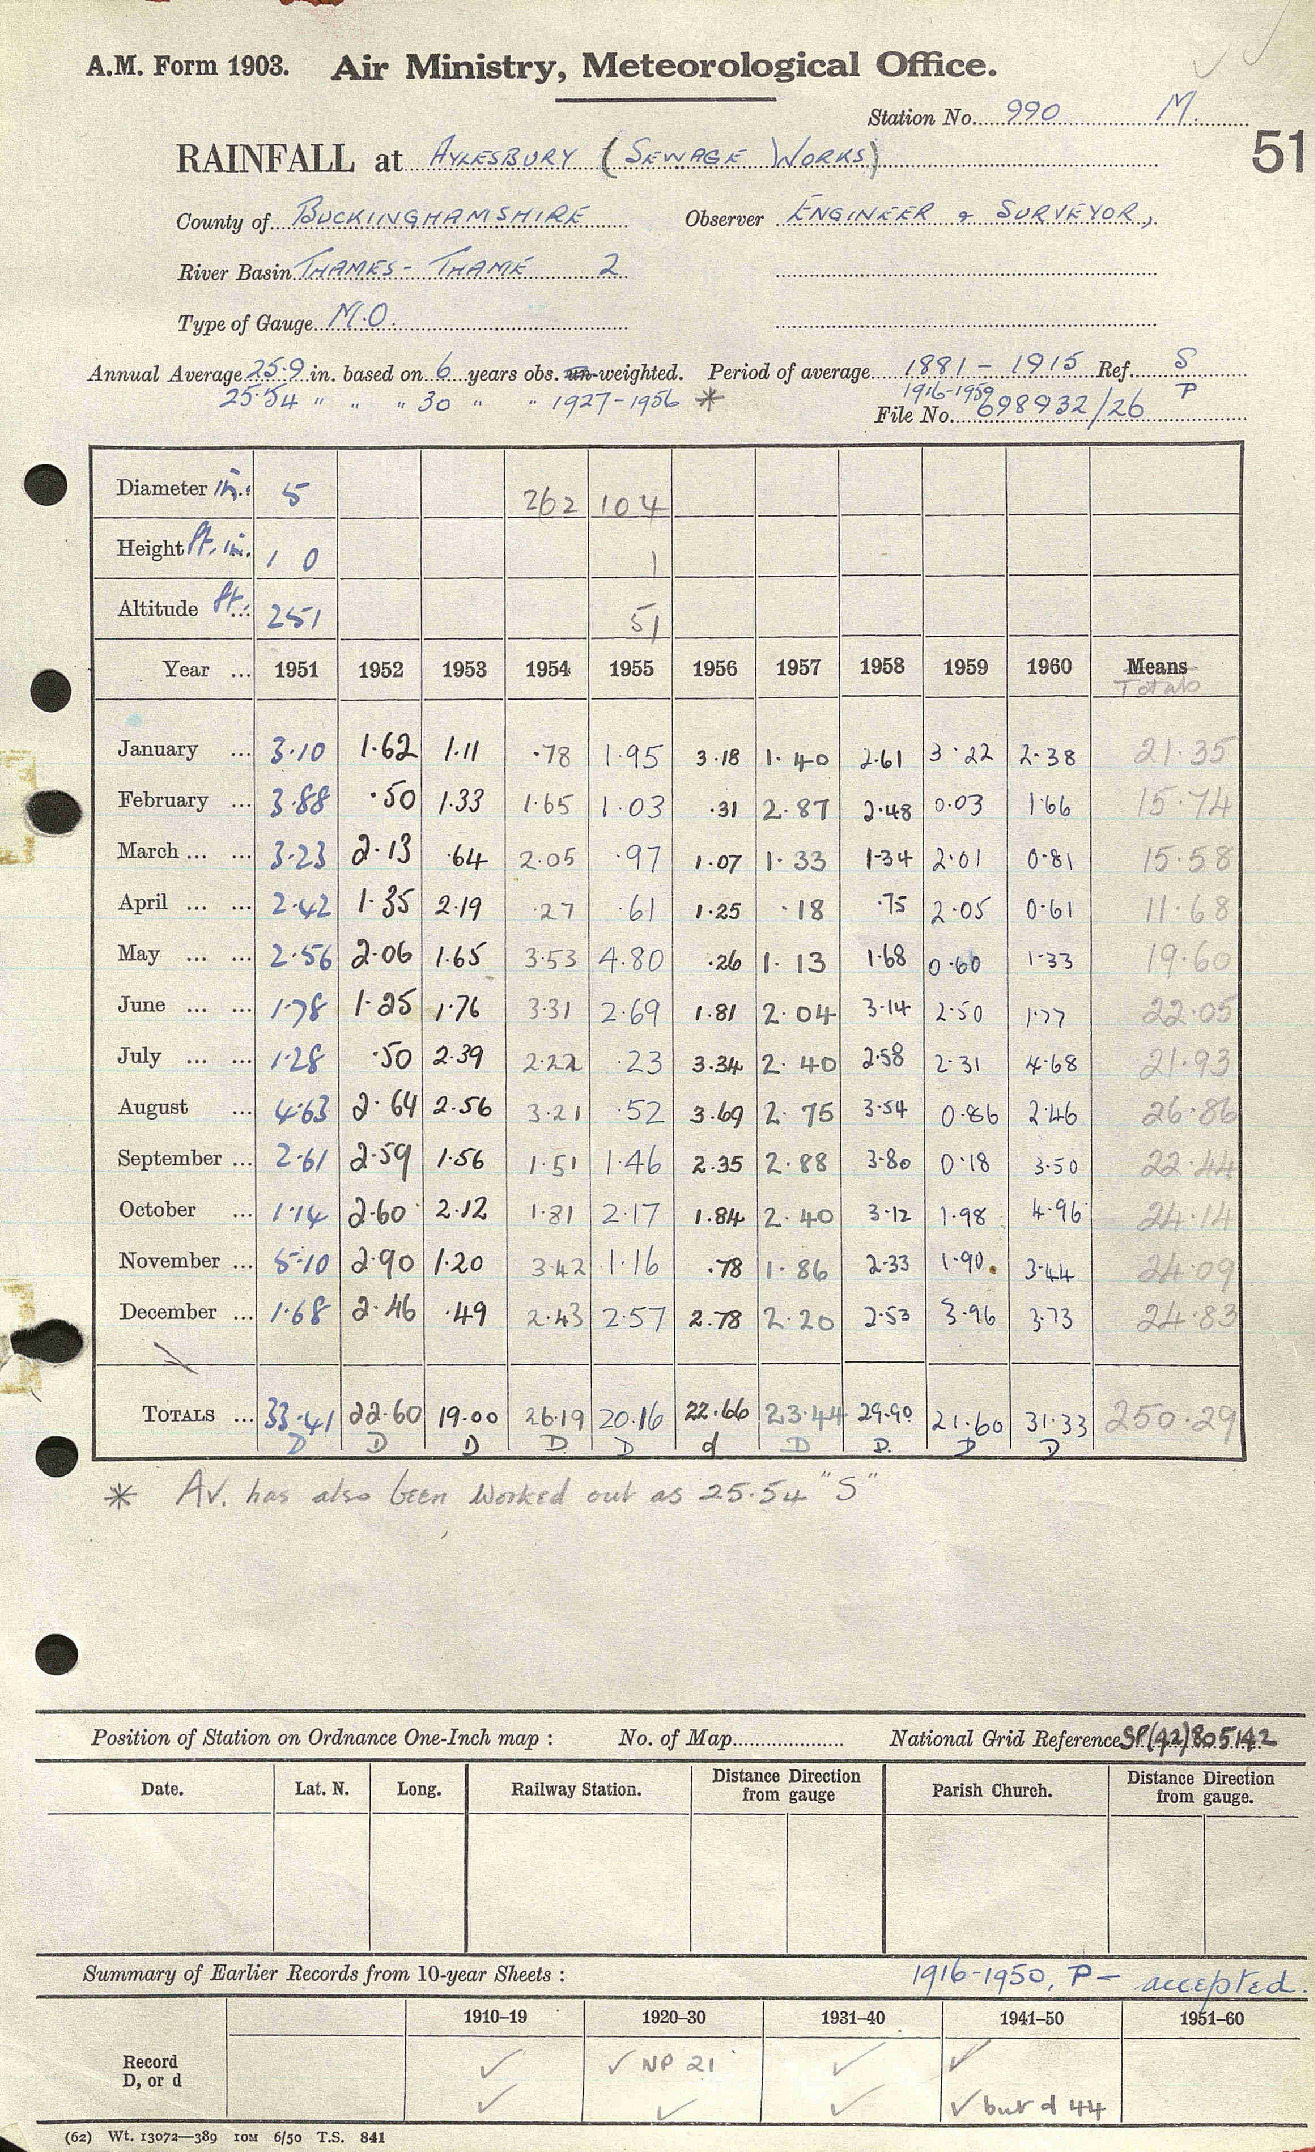 A.M. Form 1903. Air Ministry, Meteorological Office.
Station No. 990 M.
51
RAINFALL at AYLESBURY (SEWAGE WORKS)
County of BUCKINGHAMSHIRE Observer ENGINEER & SURVEYOR,
River Basin THAMES - THAME 2
Type of Gauge M.O.
Annual Average 25.9 in. based on 6 years obs. un-weighted. Period of average 1881 - 1915 Ref. S
25.54 " " " 30 " " 1927-1956 * 1916-1950 P
File No. 698932/26
Diameter in. 5 262 104
Height ft. in. 1 0 1
Altitude ft. 251 51
Year ... 1951 1952 1953 1954 1955 1956 1957 1958 1959 1960 Means
Totals
January ... 3.10 1.62 1.11 .78 1.95 3.18 1.40 2.61 3.22 2.38 21.35
February ... 3.88 .50 1.33 1.65 1.03 .31 2.87 2.48 0.03 1.66 15.74
March ... ... 3.23 2.13 .64 2.05 .97 1.07 1.33 1.34 2.01 0.81 15.58
April ... ... 2.42 1.35 2.19 .27 .61 1.25 .18 .75 2.05 0.61 11.68
May ... ... 2.56 2.06 1.65 3.53 4.80 .26 1.13 1.68 0.60 1.33 19.60
June ... ... 1.78 1.25 1.76 3.31 2.69 1.81 2.04 3.14 2.50 1.77 22.05
July ... ... 1.28 .50 2.39 2.22 .23 3.34 2.40 2.58 2.31 4.68 21.93
August ... 4.63 2.64 2.56 3.21 .52 3.69 2.75 3.54 0.86 2.46 26.86
September ... 2.61 2.59 1.56 1.51 1.46 2.35 2.88 3.80 0.18 3.50 22.44
October ... 1.14 2.60 2.12 1.81 2.17 1.84 2.40 3.12 1.98 4.96 24.14
November ... 5.10 2.90 1.20 3.42 1.16 .78 1.86 2.33 1.90 3.44 24.09
December ... 1.68 2.46 .49 2.43 2.57 2.78 2.20 2.53 3.96 3.73 24.83
TOTALS ... 33.41 22.60 19.00 26.19 20.16 22.66 23.44 29.90 21.60 31.33 250.29
D D D D D d D D. D D
* Av. has also been worked out as 25.54 "S"
Position of Station on Ordnance One-Inch map : No. of Map National Grid Reference SP(42)805142
Date. Lat. N. Long. Railway Station. Distance Direction from gauge Parish Church. Distance Direction from gauge.
Summary of Earlier Records from 10-year Sheets : 1916-1950, P - accepted.
1910–19 1920–30 1931–40 1941–50 1951–60
Record ✓ ✓ NP 21 ✓ ✓
D, or d ✓ ✓ ✓ ✓ but d 44
(62) Wt. 13072—389 10M 6/50 T.S. 841